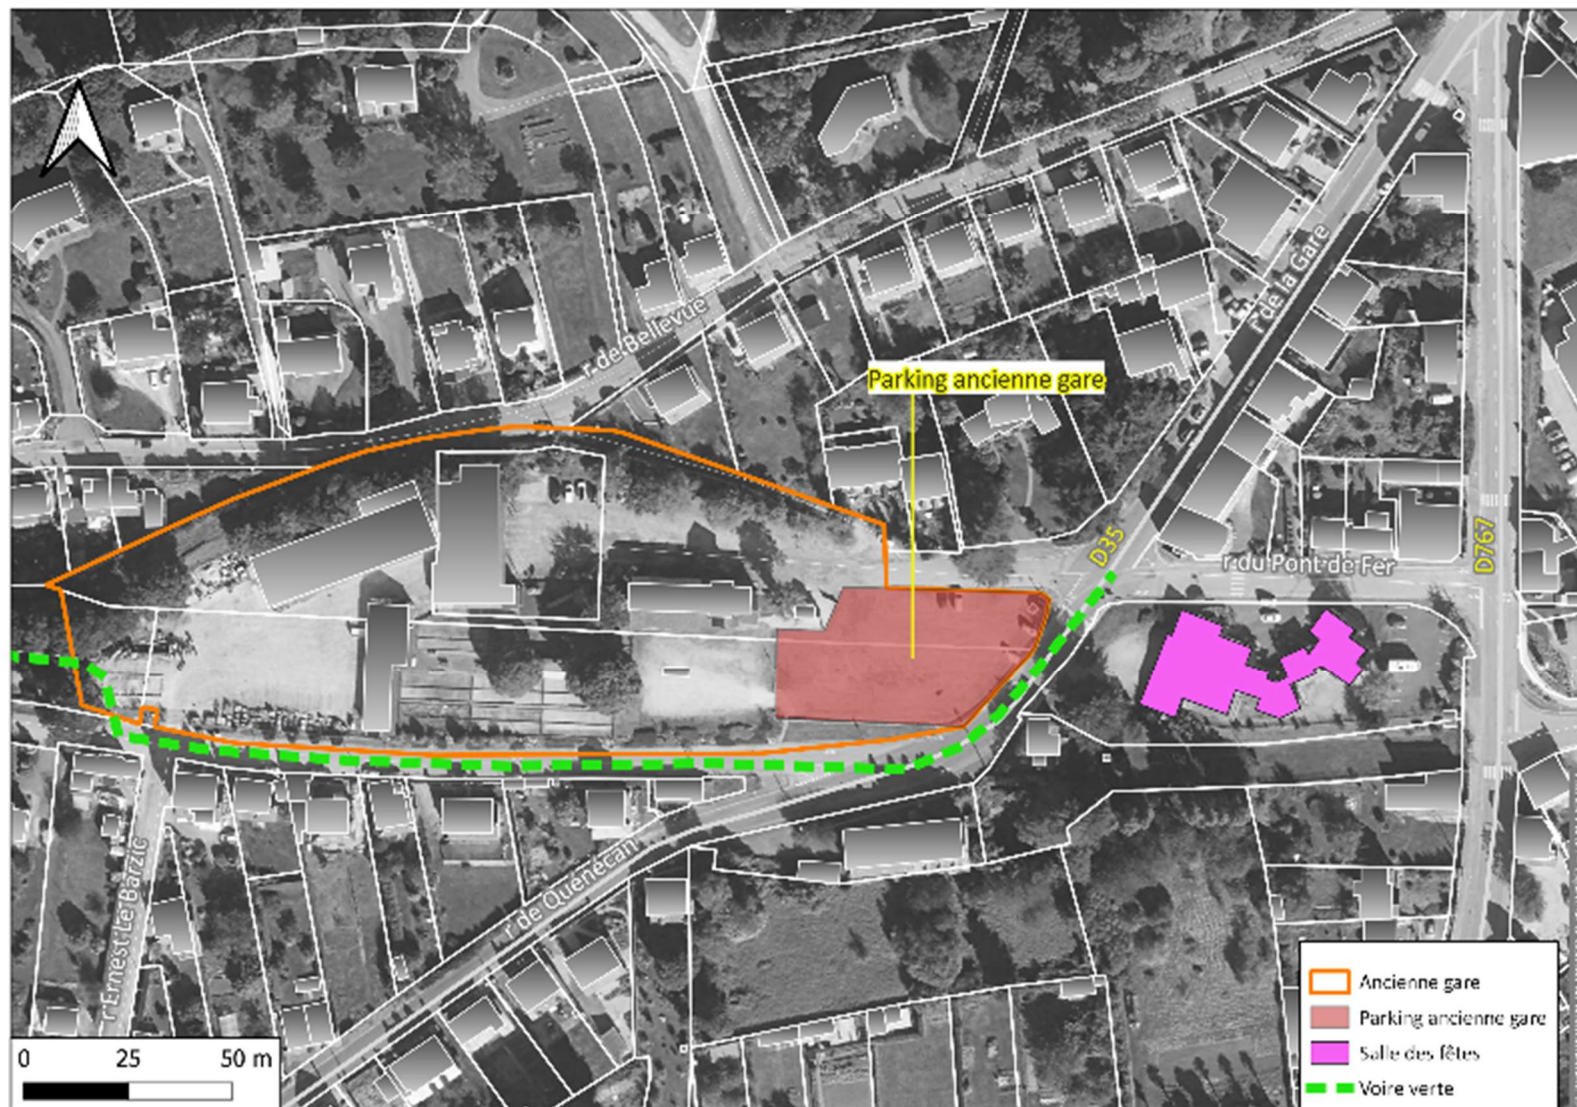 r de la Gare
r de Bellevue
Parking ancienne gare
D35
D767
r du Pont de Fer
r de Quénécan
r Ernest Le Barzic
Ancienne gare
Parking ancienne gare
Salle des fêtes
Voire verte
0 25 50 m